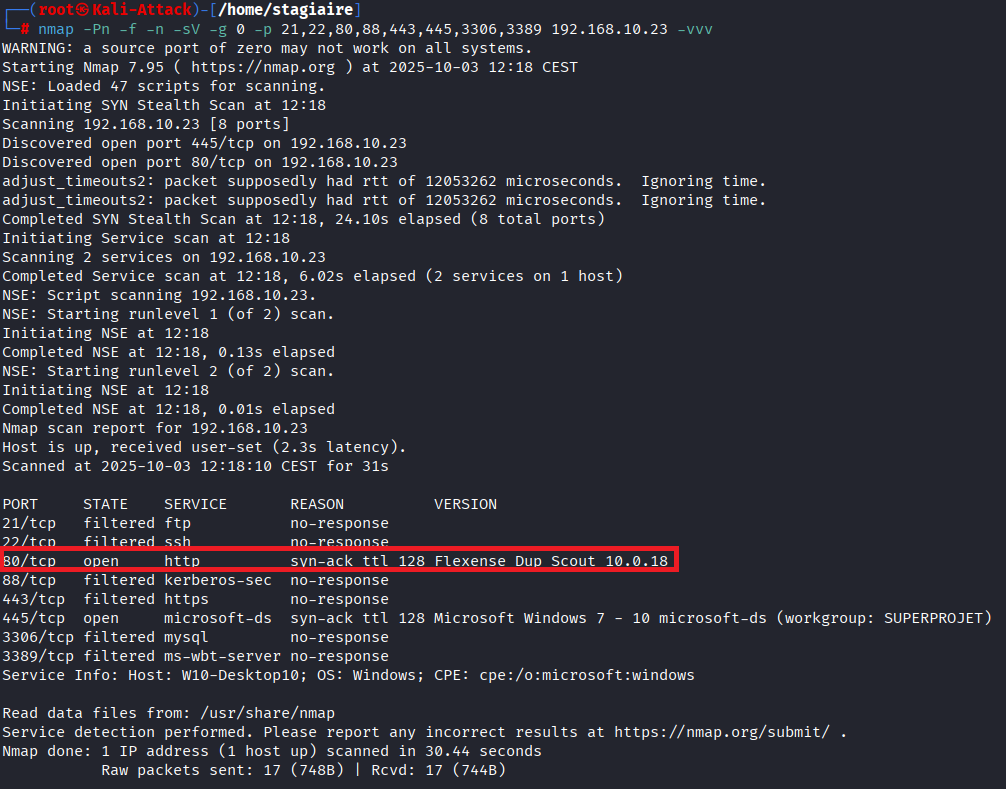 ┌──(root㉿Kali-Attack)-[/home/stagiaire]
└─# nmap -Pn -f -n -sV -g 0 -p 21,22,80,88,443,445,3306,3389 192.168.10.23 -vvv
WARNING: a source port of zero may not work on all systems.
Starting Nmap 7.95 ( https://nmap.org ) at 2025-10-03 12:18 CEST
NSE: Loaded 47 scripts for scanning.
Initiating SYN Stealth Scan at 12:18
Scanning 192.168.10.23 [8 ports]
Discovered open port 445/tcp on 192.168.10.23
Discovered open port 80/tcp on 192.168.10.23
adjust_timeouts2: packet supposedly had rtt of 12053262 microseconds.  Ignoring time.
adjust_timeouts2: packet supposedly had rtt of 12053262 microseconds.  Ignoring time.
Completed SYN Stealth Scan at 12:18, 24.10s elapsed (8 total ports)
Initiating Service scan at 12:18
Scanning 2 services on 192.168.10.23
Completed Service scan at 12:18, 6.02s elapsed (2 services on 1 host)
NSE: Script scanning 192.168.10.23.
NSE: Starting runlevel 1 (of 2) scan.
Initiating NSE at 12:18
Completed NSE at 12:18, 0.13s elapsed
NSE: Starting runlevel 2 (of 2) scan.
Initiating NSE at 12:18
Completed NSE at 12:18, 0.01s elapsed
Nmap scan report for 192.168.10.23
Host is up, received user-set (2.3s latency).
Scanned at 2025-10-03 12:18:10 CEST for 31s

PORT     STATE    SERVICE       REASON          VERSION
21/tcp   filtered ftp           no-response
22/tcp   filtered ssh           no-response
80/tcp   open     http          syn-ack ttl 128 Flexense Dup Scout 10.0.18
88/tcp   filtered kerberos-sec  no-response
443/tcp  filtered https         no-response
445/tcp  open     microsoft-ds  syn-ack ttl 128 Microsoft Windows 7 - 10 microsoft-ds (workgroup: SUPERPROJET)
3306/tcp filtered mysql         no-response
3389/tcp filtered ms-wbt-server no-response
Service Info: Host: W10-Desktop10; OS: Windows; CPE: cpe:/o:microsoft:windows

Read data files from: /usr/share/nmap
Service detection performed. Please report any incorrect results at https://nmap.org/submit/ .
Nmap done: 1 IP address (1 host up) scanned in 30.44 seconds
           Raw packets sent: 17 (748B) | Rcvd: 17 (744B)